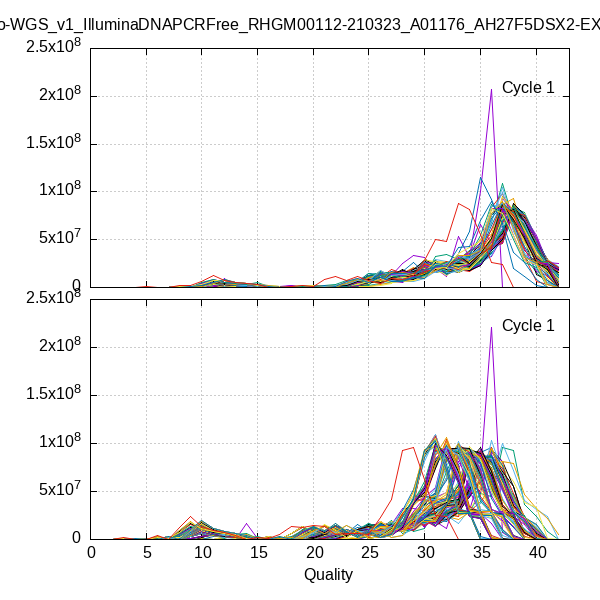 o-WGS_v1_IlluminaDNAPCRFree_RHGM00112-210323_A01176_AH27F5DSX2-EX
2.5x10⁸
Cycle 1
2x10⁸
1.5x10⁸
1x10⁸
5x10⁷
0
2.5x10⁸
Cycle 1
2x10⁸
1.5x10⁸
1x10⁸
5x10⁷
0
0 5 10 15 20 25 30 35 40
Quality